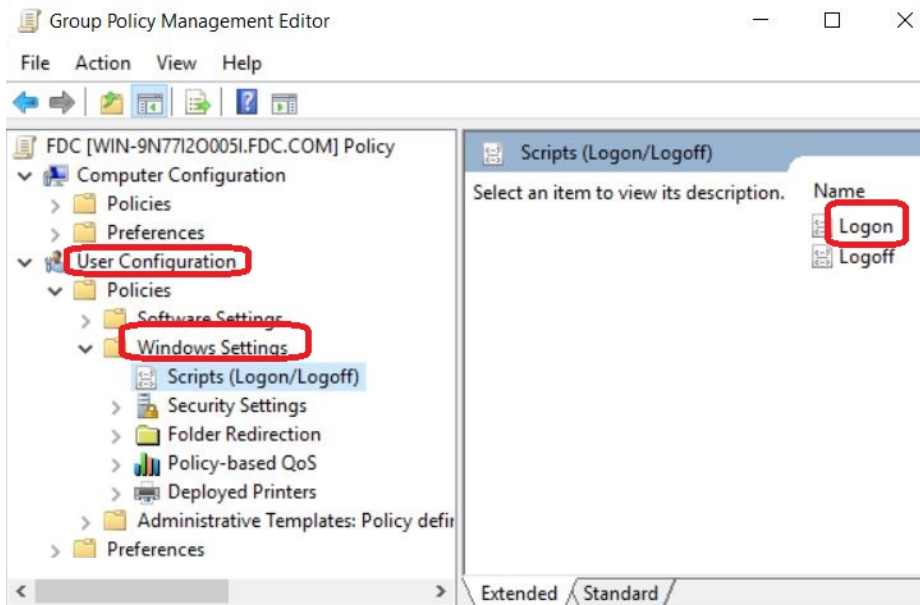 Group Policy Management Editor
File Action View Help
FDC [WIN-9N77I2O005I.FDC.COM] Policy
Computer Configuration
Policies
Preferences
User Configuration
Policies
Software Settings
Windows Settings
Scripts (Logon/Logoff)
Security Settings
Folder Redirection
Policy-based QoS
Deployed Printers
Administrative Templates: Policy defin
Preferences
Scripts (Logon/Logoff)
Select an item to view its description.
Name
Logon
Logoff
Extended Standard